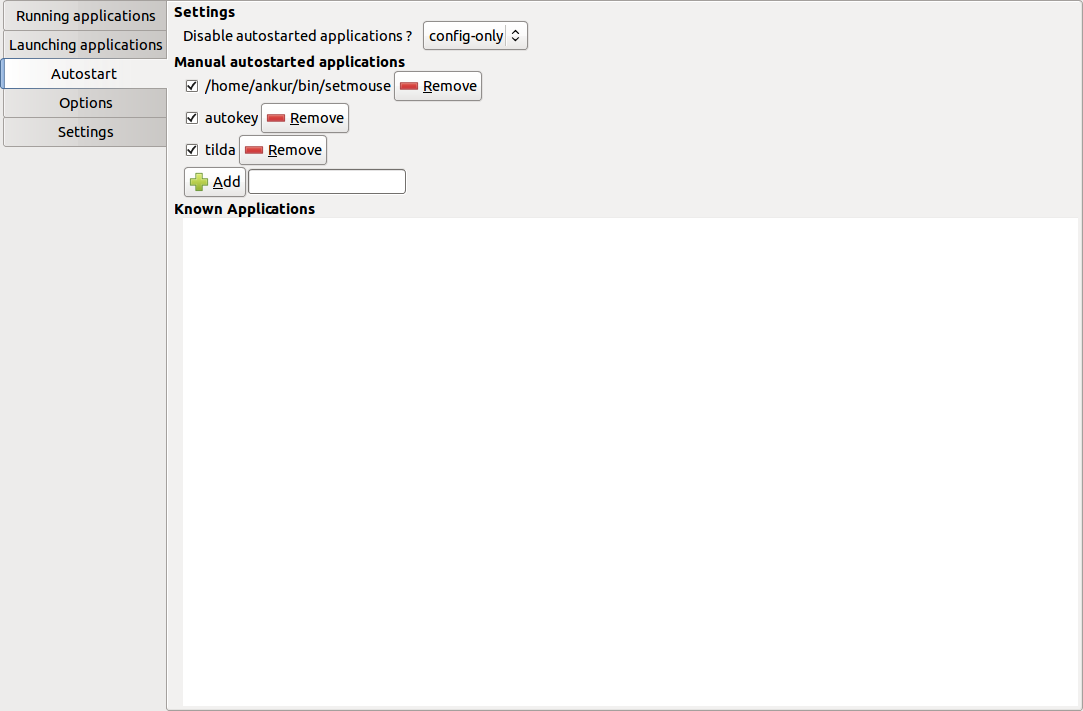 Running applications
Launching applications
Autostart
Options
Settings
Settings
Disable autostarted applications ? config-only
Manual autostarted applications
/home/ankur/bin/setmouse Remove
autokey Remove
tilda Remove
Add
Known Applications